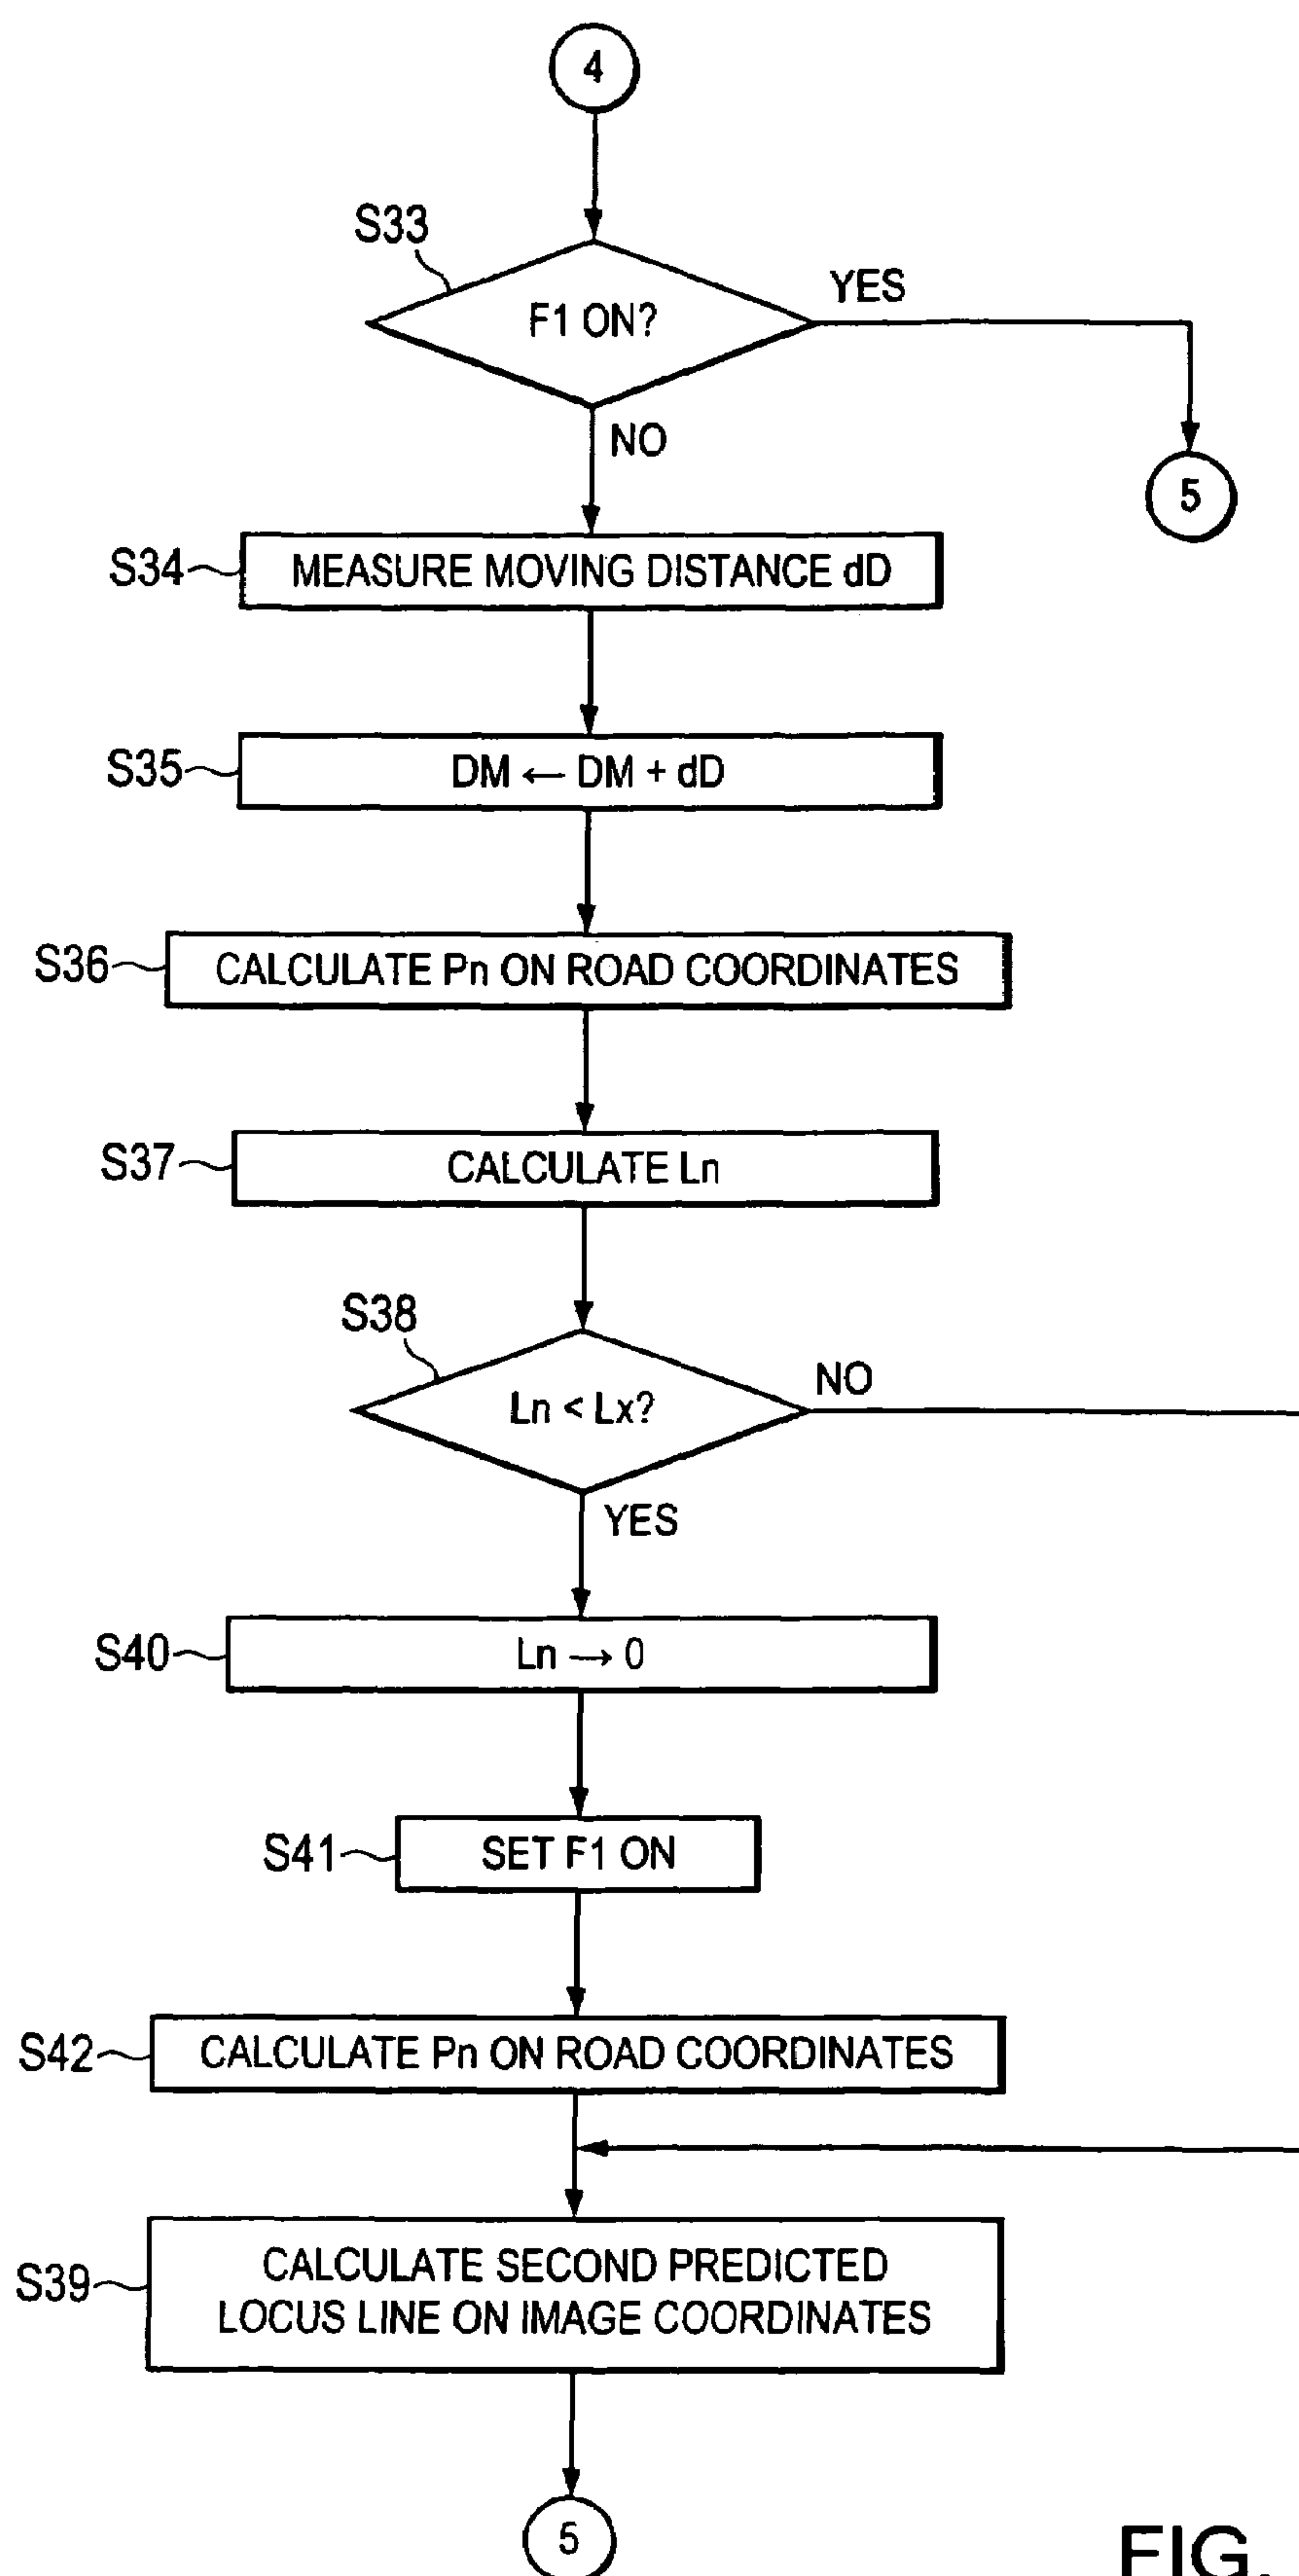 4
S33
F1 ON?
YES
NO
5
S34
MEASURE MOVING DISTANCE dD
S35
DM ← DM + dD
S36
CALCULATE Pn ON ROAD COORDINATES
S37
CALCULATE Ln
S38
Ln < Lx?
NO
YES
S40
Ln → 0
S41
SET F1 ON
S42
CALCULATE Pn ON ROAD COORDINATES
S39
CALCULATE SECOND PREDICTED
LOCUS LINE ON IMAGE COORDINATES
5
FIG.